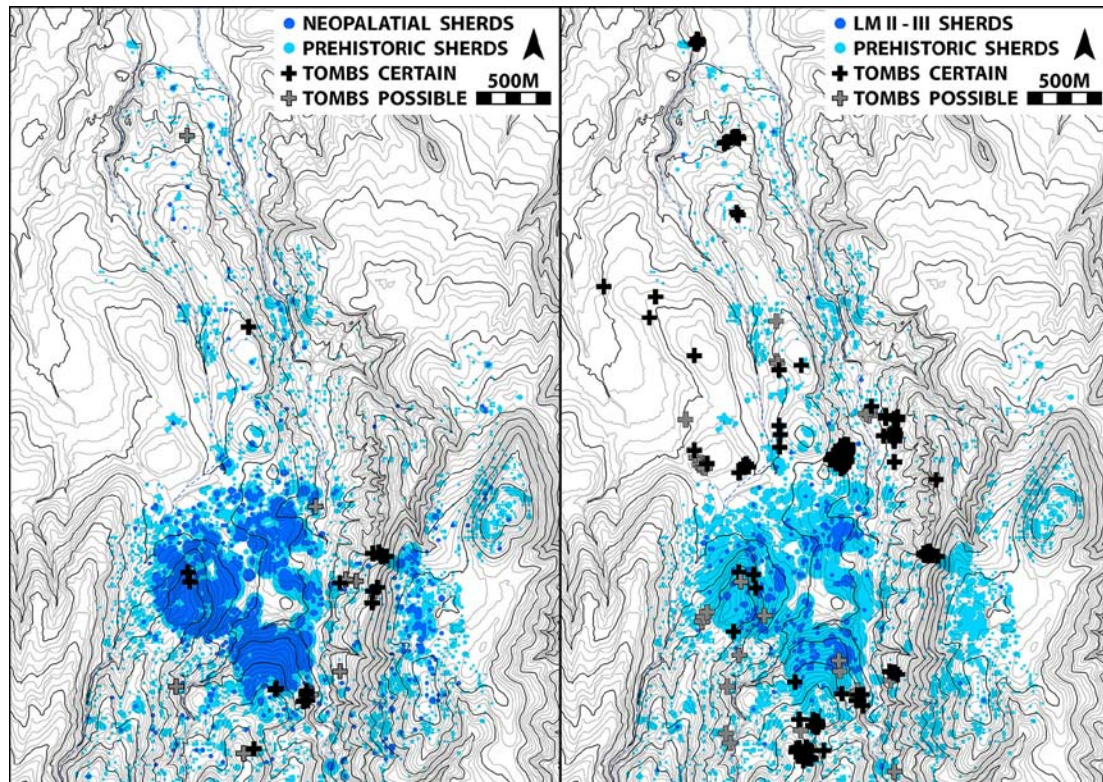 NEOPALATIAL SHERDS
PREHISTORIC SHERDS
TOMBS CERTAIN
TOMBS POSSIBLE
500M
LM II - III SHERDS
PREHISTORIC SHERDS
TOMBS CERTAIN
TOMBS POSSIBLE
500M